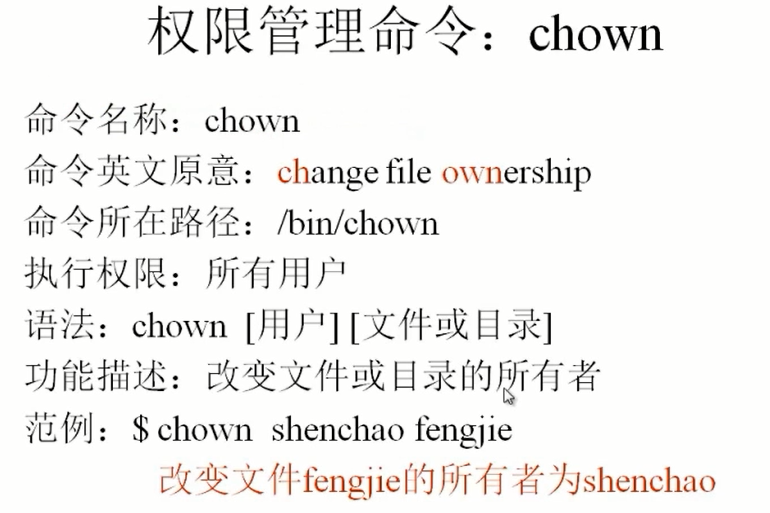 权限管理命令：chown
命令名称：chown
命令英文原意：change file ownership
命令所在路径：/bin/chown
执行权限：所有用户
语法：chown [用户] [文件或目录]
功能描述：改变文件或目录的所有者
范例：$ chown shenchao fengjie
改变文件fengjie的所有者为shenchao